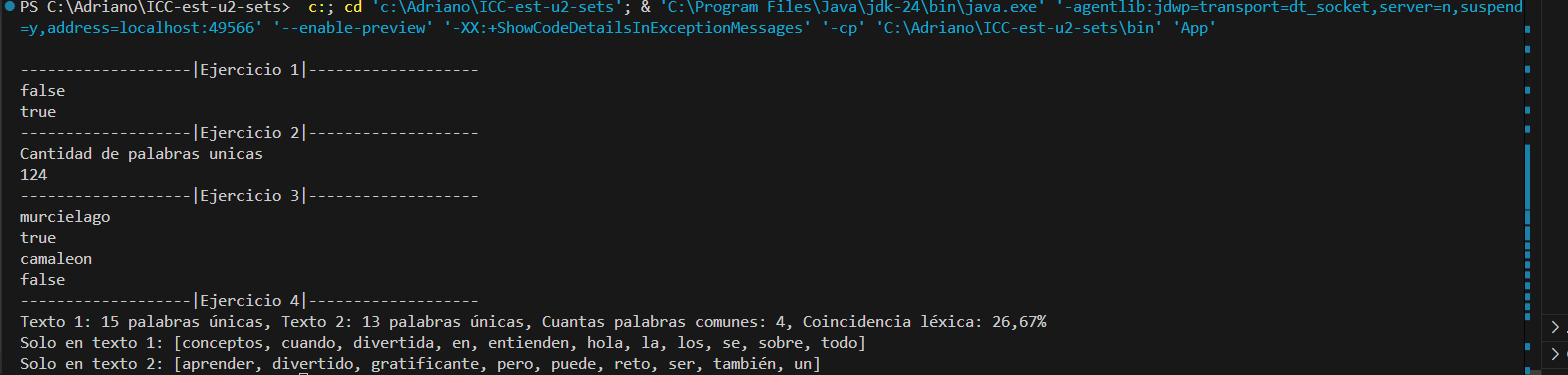 PS C:\Adriano\ICC-est-u2-sets>  c:; cd 'c:\Adriano\ICC-est-u2-sets'; & 'C:\Program Files\Java\jdk-24\bin\java.exe' '-agentlib:jdwp=transport=dt_socket,server=n,suspend
=y,address=localhost:49566' '--enable-preview' '-XX:+ShowCodeDetailsInExceptionMessages' '-cp' 'C:\Adriano\ICC-est-u2-sets\bin' 'App'
-------------------|Ejercicio 1|-------------------
false
true
-------------------|Ejercicio 2|-------------------
Cantidad de palabras unicas
124
-------------------|Ejercicio 3|-------------------
murcielago
true
camaleon
false
-------------------|Ejercicio 4|-------------------
Texto 1: 15 palabras únicas, Texto 2: 13 palabras únicas, Cuantas palabras comunes: 4, Coincidencia léxica: 26,67%
Solo en texto 1: [conceptos, cuando, divertida, en, entienden, hola, la, los, se, sobre, todo]
Solo en texto 2: [aprender, divertido, gratificante, pero, puede, reto, ser, también, un]